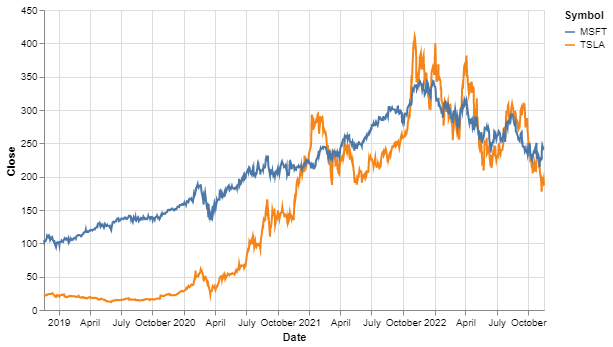 Symbol
MSFT
TSLA
450
400
350
300
250
200
150
100
50
0
Close
2019 April July October 2020 April July October 2021 April July October 2022 April July October
Date